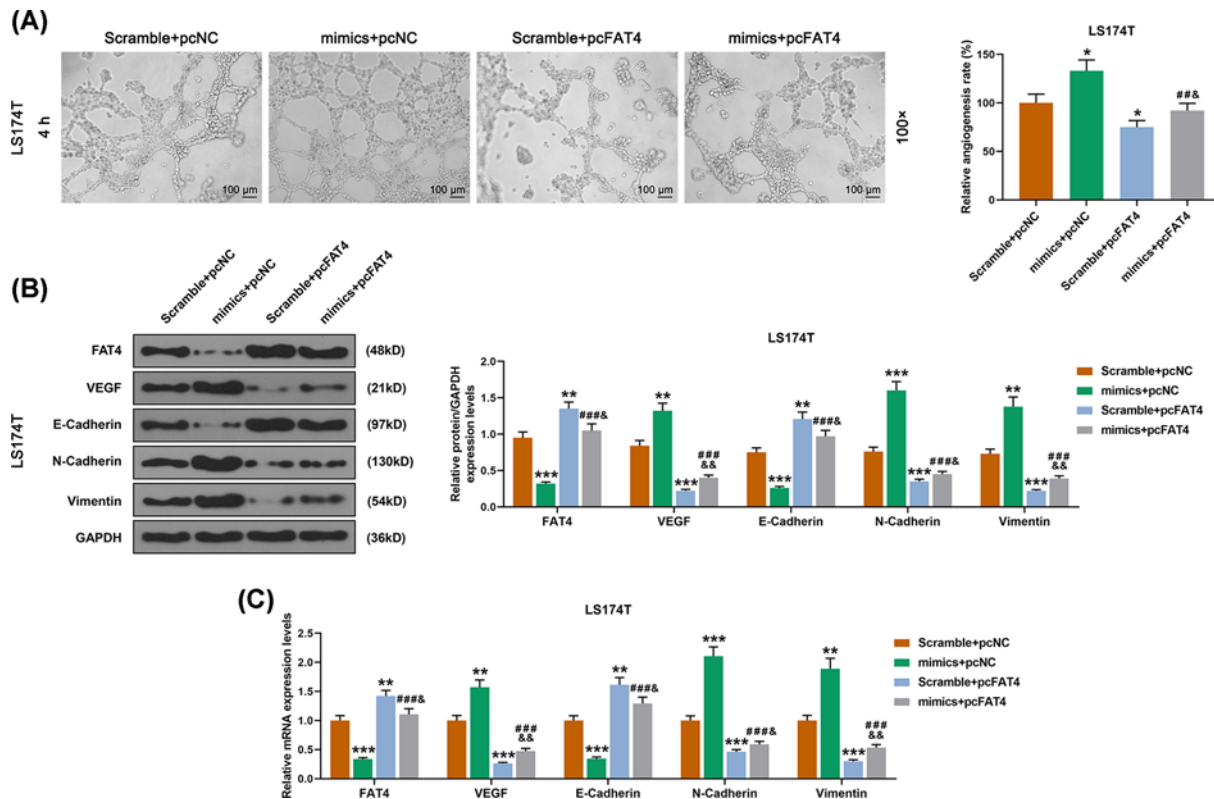 (A)
Scramble+pcNC
mimics+pcNC
Scramble+pcFAT4
mimics+pcFAT4
LS174T
4 h
100 μm
100 μm
100 μm
100 μm
100×
LS174T
Relative angiogenesis rate (%)
150
100
50
0
*
*
##&
Scramble+pcNC
mimics+pcNC
Scramble+pcFAT4
mimics+pcFAT4
(B)
Scramble+pcNC
mimics+pcNC
Scramble+pcFAT4
mimics+pcFAT4
LS174T
FAT4 (48kD)
VEGF (21kD)
E-Cadherin (97kD)
N-Cadherin (130kD)
Vimentin (54kD)
GAPDH (36kD)
LS174T
Relative protein/GAPDH
expression levels
2.0
1.5
1.0
0.5
0.0
*** ** ###&
** *** ###
&&
*** ** ###&
*** *** ###&
** *** ###
&&
FAT4
VEGF
E-Cadherin
N-Cadherin
Vimentin
Scramble+pcNC
mimics+pcNC
Scramble+pcFAT4
mimics+pcFAT4
(C)
LS174T
Relative mRNA expression levels
2.5
2.0
1.5
1.0
0.5
0.0
*** ** ###&
** *** ###
&&
*** ** ###&
*** *** ###&
** *** ###
&&
FAT4
VEGF
E-Cadherin
N-Cadherin
Vimentin
Scramble+pcNC
mimics+pcNC
Scramble+pcFAT4
mimics+pcFAT4